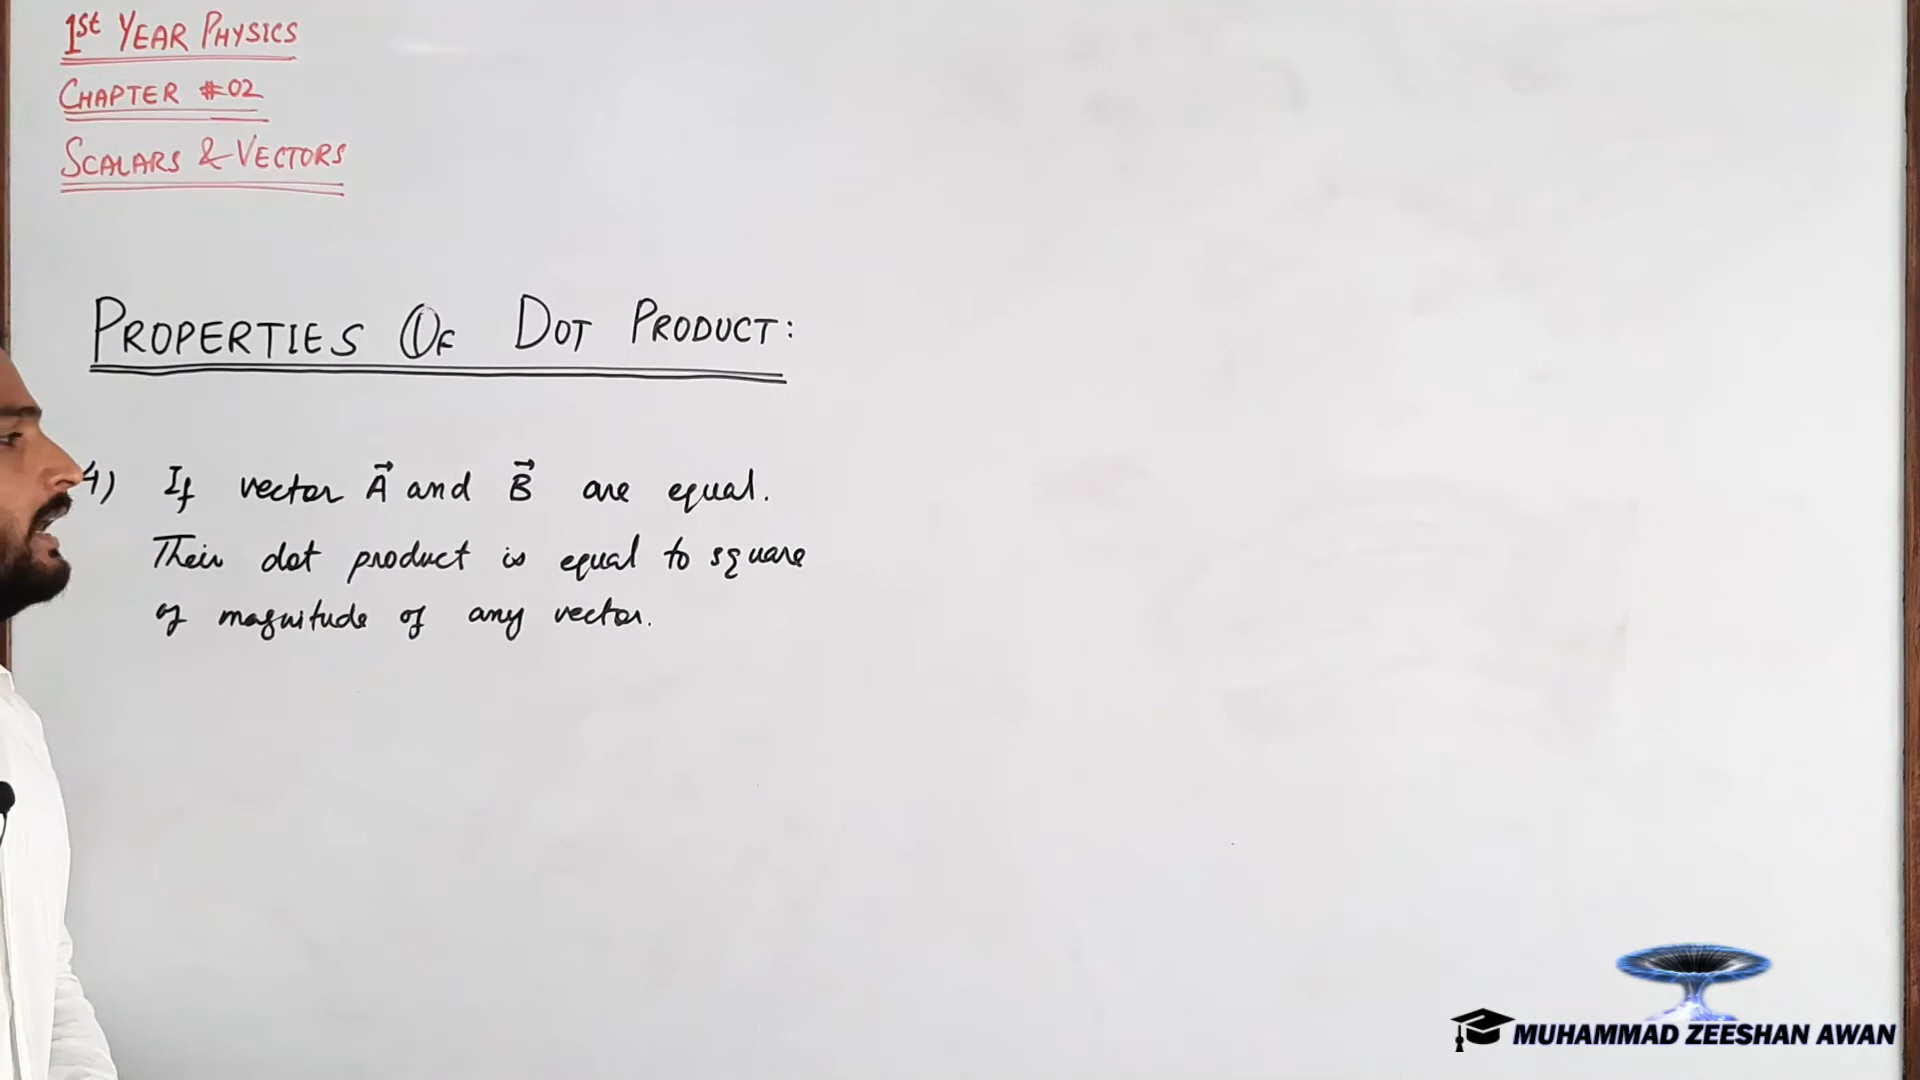 1st YEAR PHYSICS
CHAPTER #02
SCALARS & VECTORS
PROPERTIES OF DOT PRODUCT:
4) If vector A⃗ and B⃗ are equal.
Their dot product is equal to square
of magnitude of any vector.
MUHAMMAD ZEESHAN AWAN